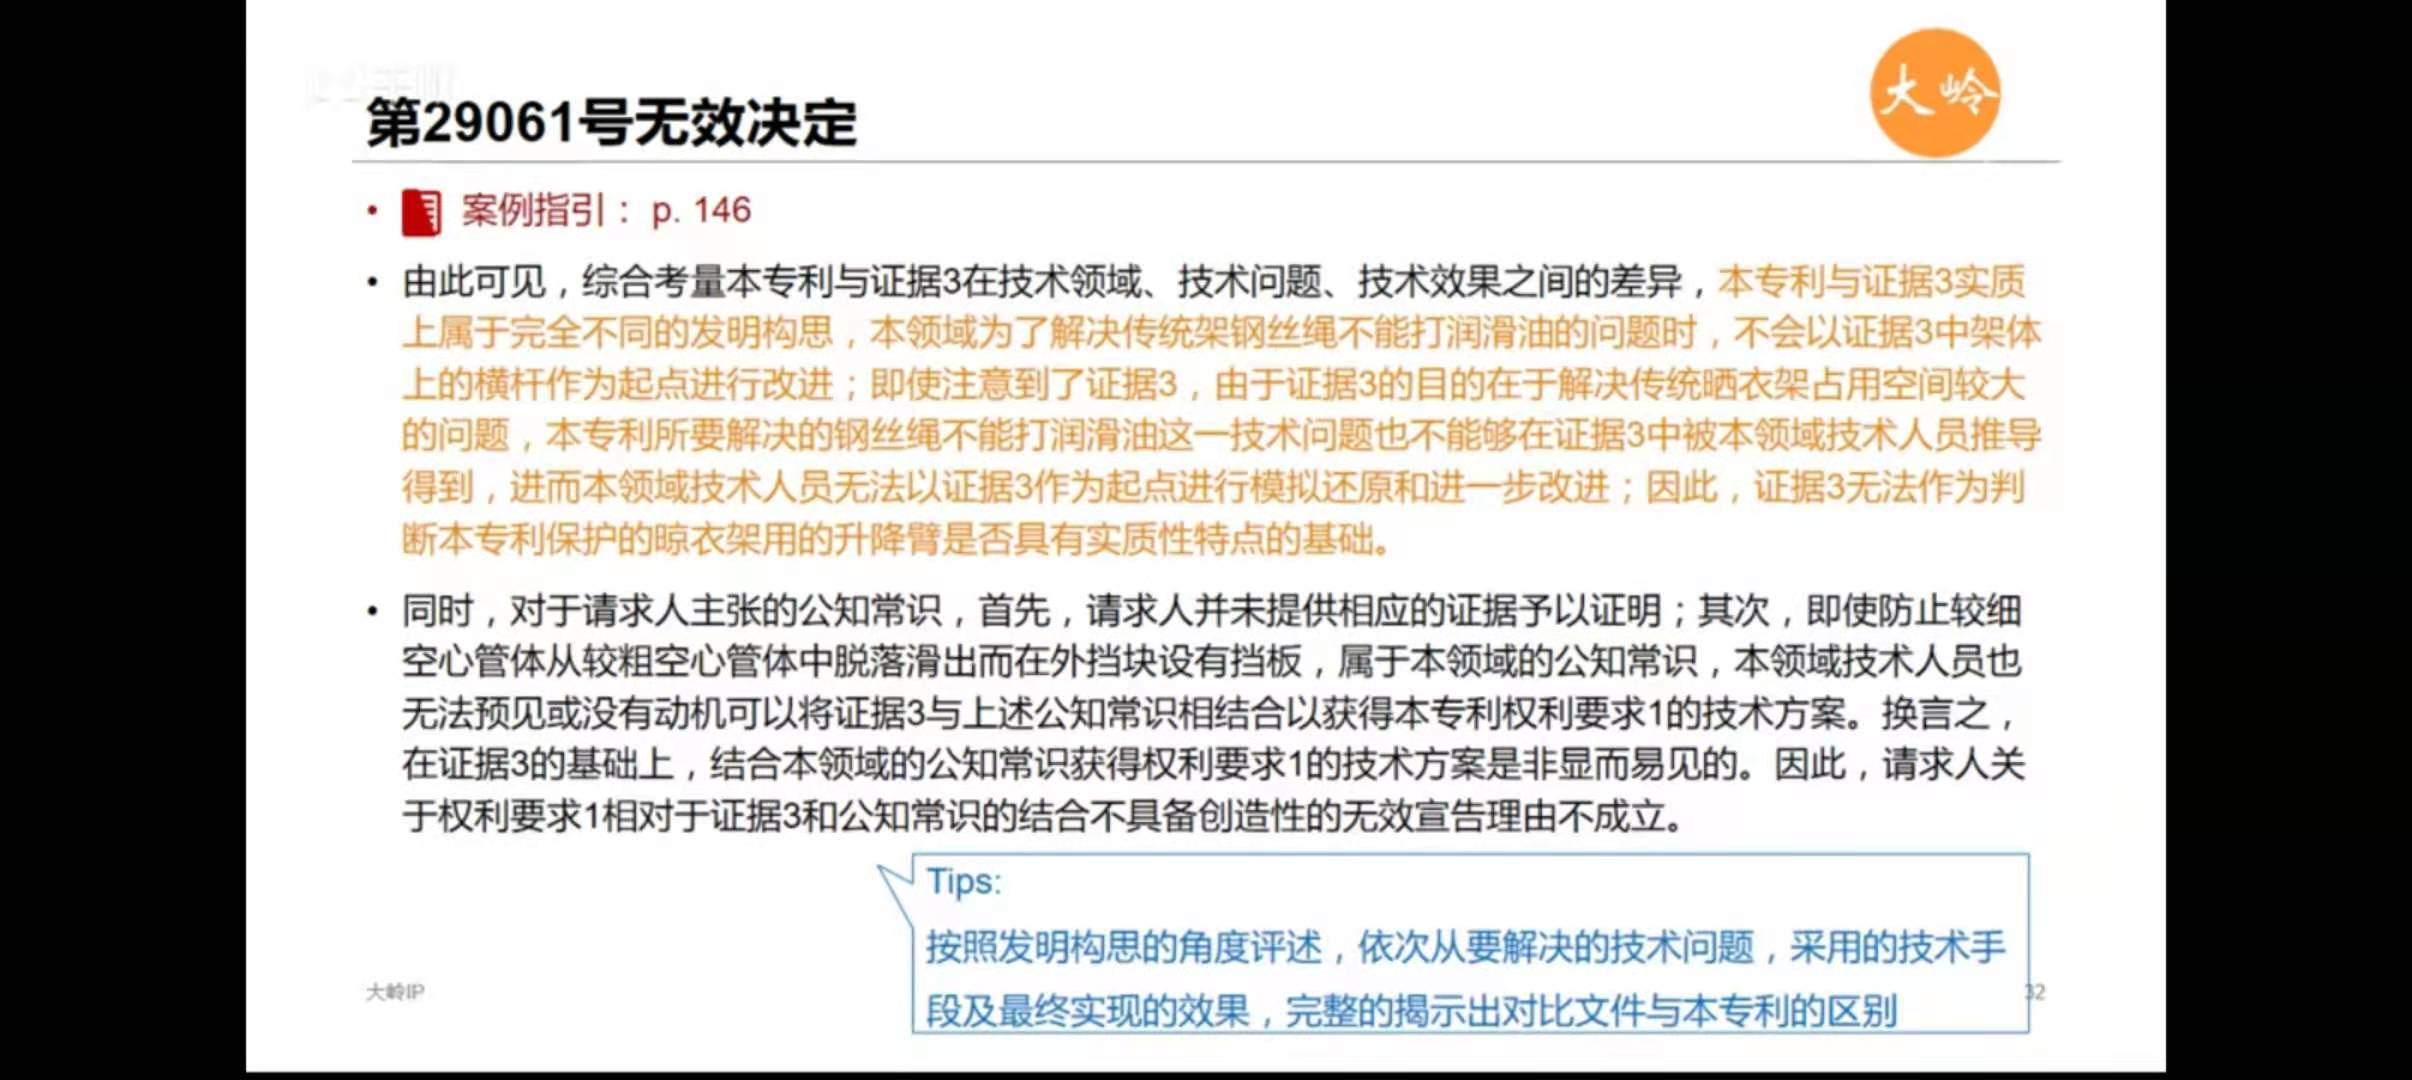 大岭
第29061号无效决定
• 案例指引： p. 146
• 由此可见，综合考量本专利与证据3在技术领域、技术问题、技术效果之间的差异，本专利与证据3实质
上属于完全不同的发明构思，本领域为了解决传统架钢丝绳不能打润滑油的问题时，不会以证据3中架体
上的横杆作为起点进行改进；即使注意到了证据3，由于证据3的目的在于解决传统晒衣架占用空间较大
的问题，本专利所要解决的钢丝绳不能打润滑油这一技术问题也不能够在证据3中被本领域技术人员推导
得到，进而本领域技术人员无法以证据3作为起点进行模拟还原和进一步改进；因此，证据3无法作为判
断本专利保护的晾衣架用的升降臂是否具有实质性特点的基础。
• 同时，对于请求人主张的公知常识，首先，请求人并未提供相应的证据予以证明；其次，即使防止较细
空心管体从较粗空心管体中脱落滑出而在外挡块设有挡板，属于本领域的公知常识，本领域技术人员也
无法预见或没有动机可以将证据3与上述公知常识相结合以获得本专利权利要求1的技术方案。换言之，
在证据3的基础上，结合本领域的公知常识获得权利要求1的技术方案是非显而易见的。因此，请求人关
于权利要求1相对于证据3和公知常识的结合不具备创造性的无效宣告理由不成立。
Tips:
按照发明构思的角度评述，依次从要解决的技术问题，采用的技术手
段及最终实现的效果，完整的揭示出对比文件与本专利的区别
大岭IP
32